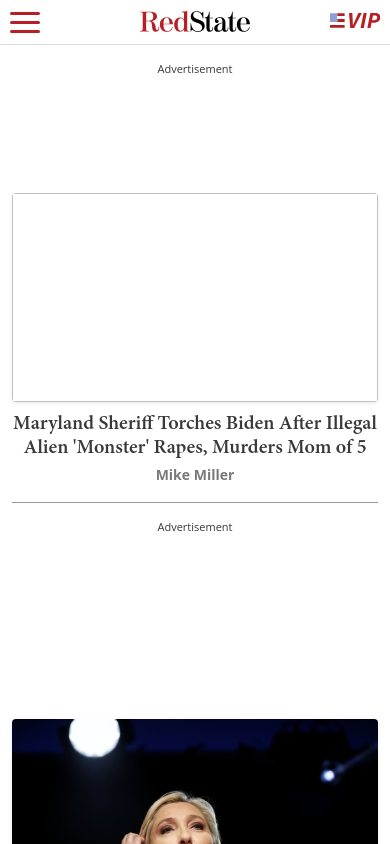 RedState
VIP
Advertisement
Maryland Sheriff Torches Biden After Illegal
Alien 'Monster' Rapes, Murders Mom of 5
Mike Miller
Advertisement